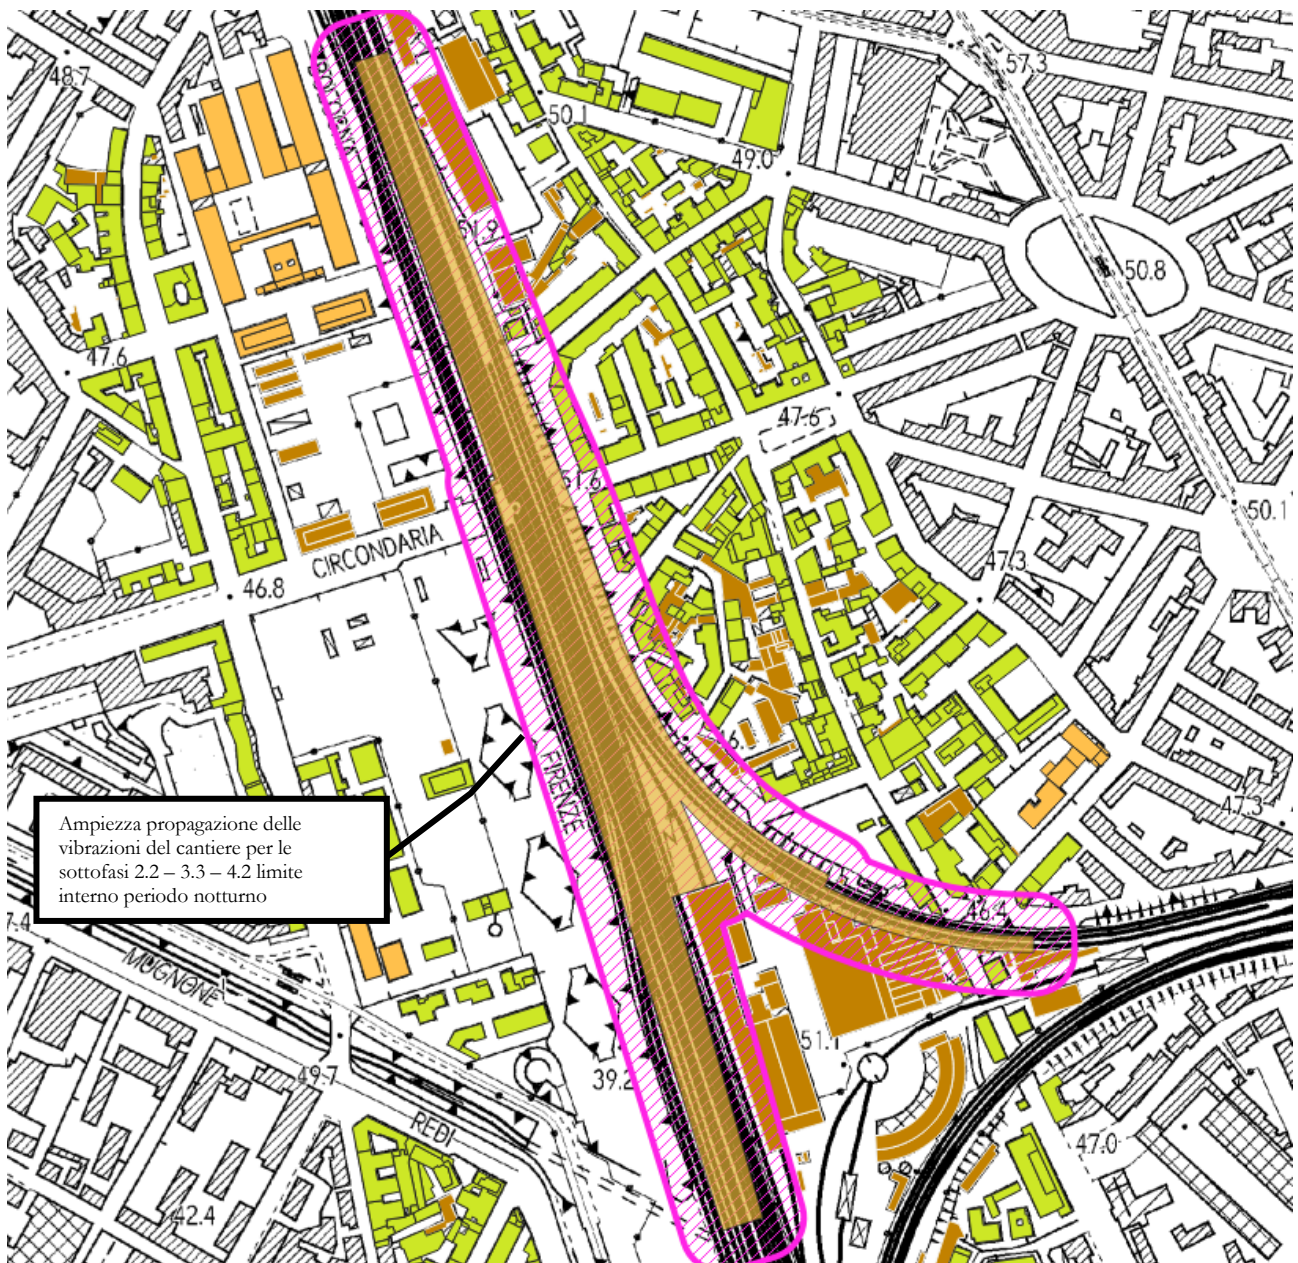 48.7
57.3
50.1
49.0
51.9
50.8
47.6
47.6
51.6
50.1
CIRCONDARIA
47.3
46.8
FIRENZE
47.3
Ampiezza propagazione delle
vibrazioni del cantiere per le
sottofasi 2.2 – 3.3 – 4.2 limite
interno periodo notturno
46.4
7.4
MUGNONE
51.1
49.7
39.2
REDI
47.0
42.4